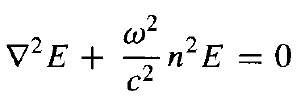 ∇²E + ω²/c² n²E = 0